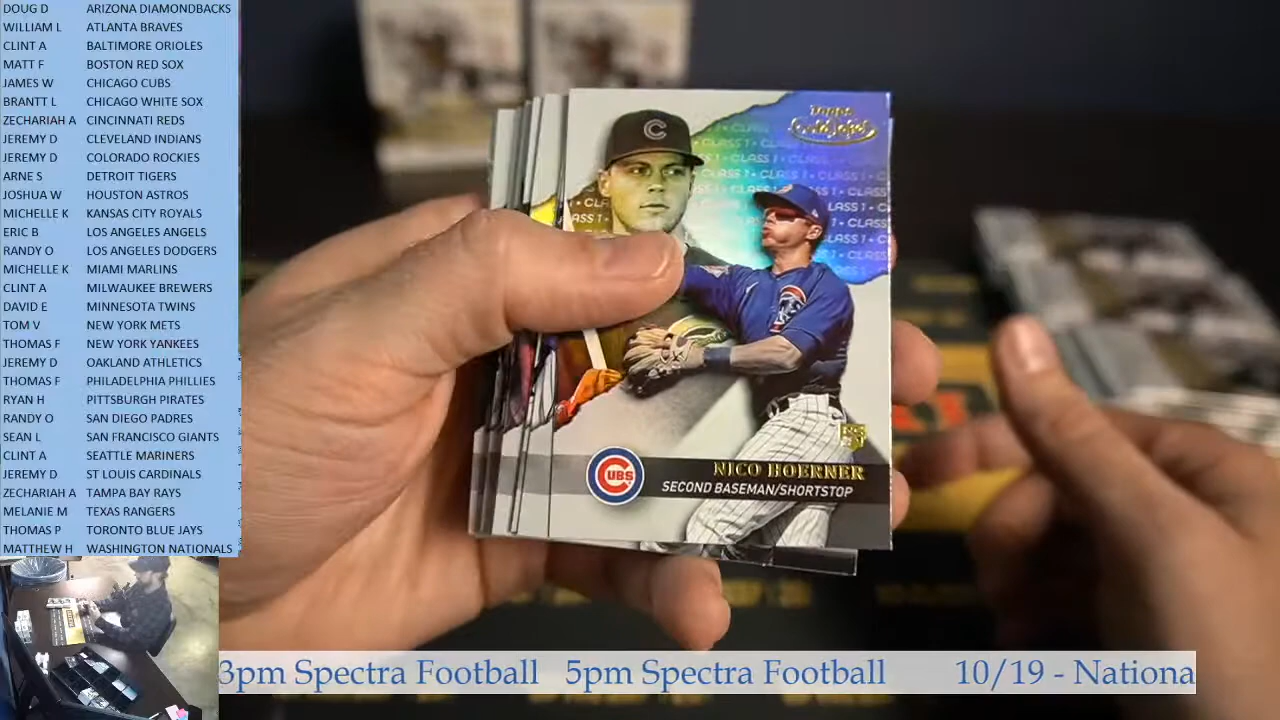 DOUG D ARIZONA DIAMONDBACKS
WILLIAM L ATLANTA BRAVES
CLINT A BALTIMORE ORIOLES
MATT F BOSTON RED SOX
JAMES W CHICAGO CUBS
BRANTT L CHICAGO WHITE SOX
ZECHARIAH A CINCINNATI REDS
JEREMY D CLEVELAND INDIANS
JEREMY D COLORADO ROCKIES
ARNE S DETROIT TIGERS
JOSHUA W HOUSTON ASTROS
MICHELLE K KANSAS CITY ROYALS
ERIC B LOS ANGELES ANGELS
RANDY O LOS ANGELES DODGERS
MICHELLE K MIAMI MARLINS
CLINT A MILWAUKEE BREWERS
DAVID E MINNESOTA TWINS
TOM V NEW YORK METS
THOMAS F NEW YORK YANKEES
JEREMY D OAKLAND ATHLETICS
THOMAS F PHILADELPHIA PHILLIES
RYAN H PITTSBURGH PIRATES
RANDY O SAN DIEGO PADRES
SEAN L SAN FRANCISCO GIANTS
CLINT A SEATTLE MARINERS
JEREMY D ST LOUIS CARDINALS
ZECHARIAH A TAMPA BAY RAYS
MELANIE M TEXAS RANGERS
THOMAS P TORONTO BLUE JAYS
MATTHEW H WASHINGTON NATIONALS
Topps
Gold Label
CLASS 1 • CLASS
C
CUBS
RC
NICO HOERNER
SECOND BASEMAN/SHORTSTOP
3pm Spectra Football 5pm Spectra Football 10/19 - Nationa